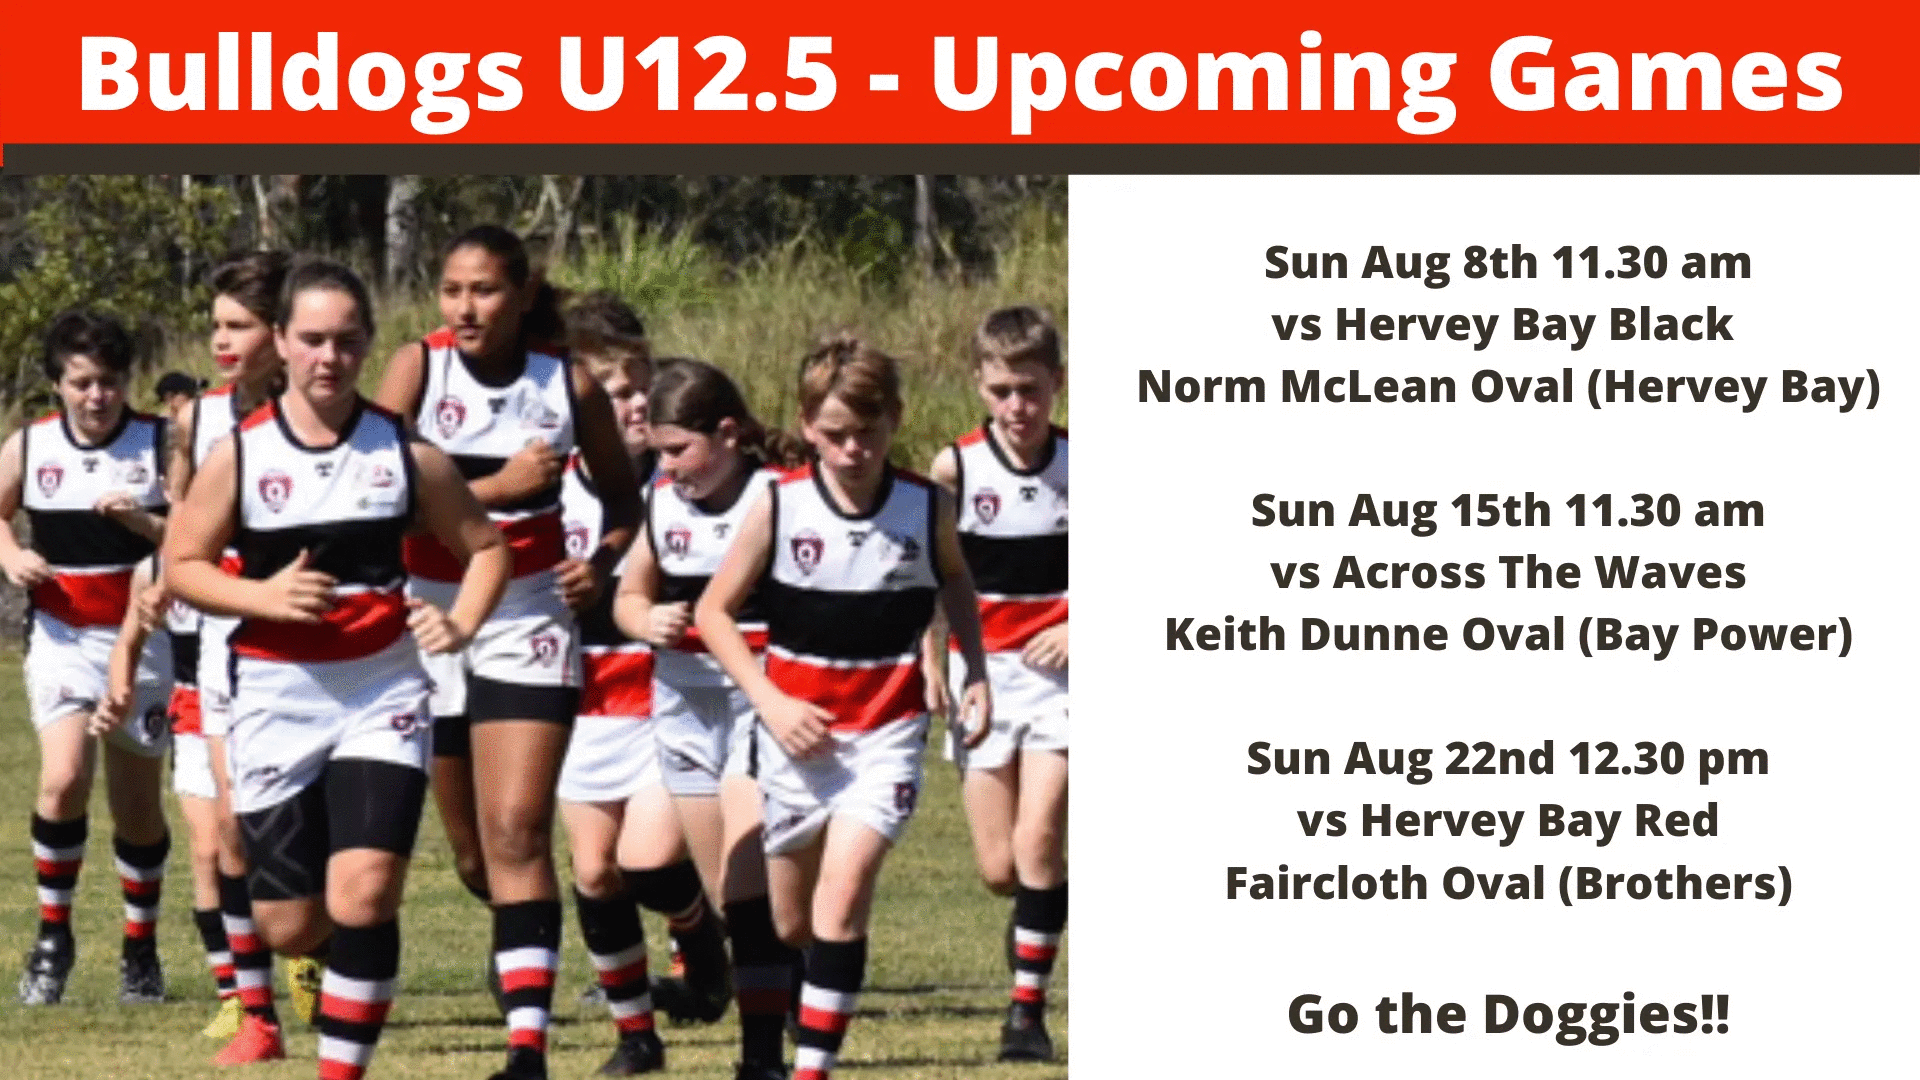 Bulldogs U12.5 - Upcoming Games
Sun Aug 8th 11.30 am
vs Hervey Bay Black
Norm McLean Oval (Hervey Bay)
Sun Aug 15th 11.30 am
vs Across The Waves
Keith Dunne Oval (Bay Power)
Sun Aug 22nd 12.30 pm
vs Hervey Bay Red
Faircloth Oval (Brothers)
Go the Doggies!!